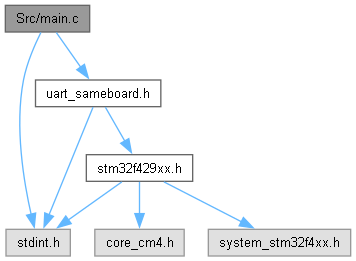 Src/main.c
uart_sameboard.h
stm32f429xx.h
stdint.h
core_cm4.h
system_stm32f4xx.h